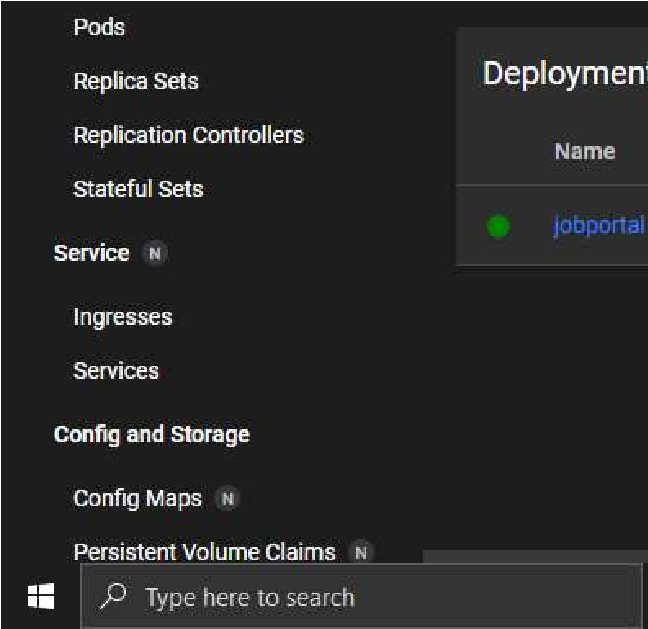 Pods
Replica Sets
Replication Controllers
Stateful Sets
Service N
Ingresses
Services
Config and Storage
Config Maps N
Persistent Volume Claims N
Deployment
Name
jobportal
Type here to search